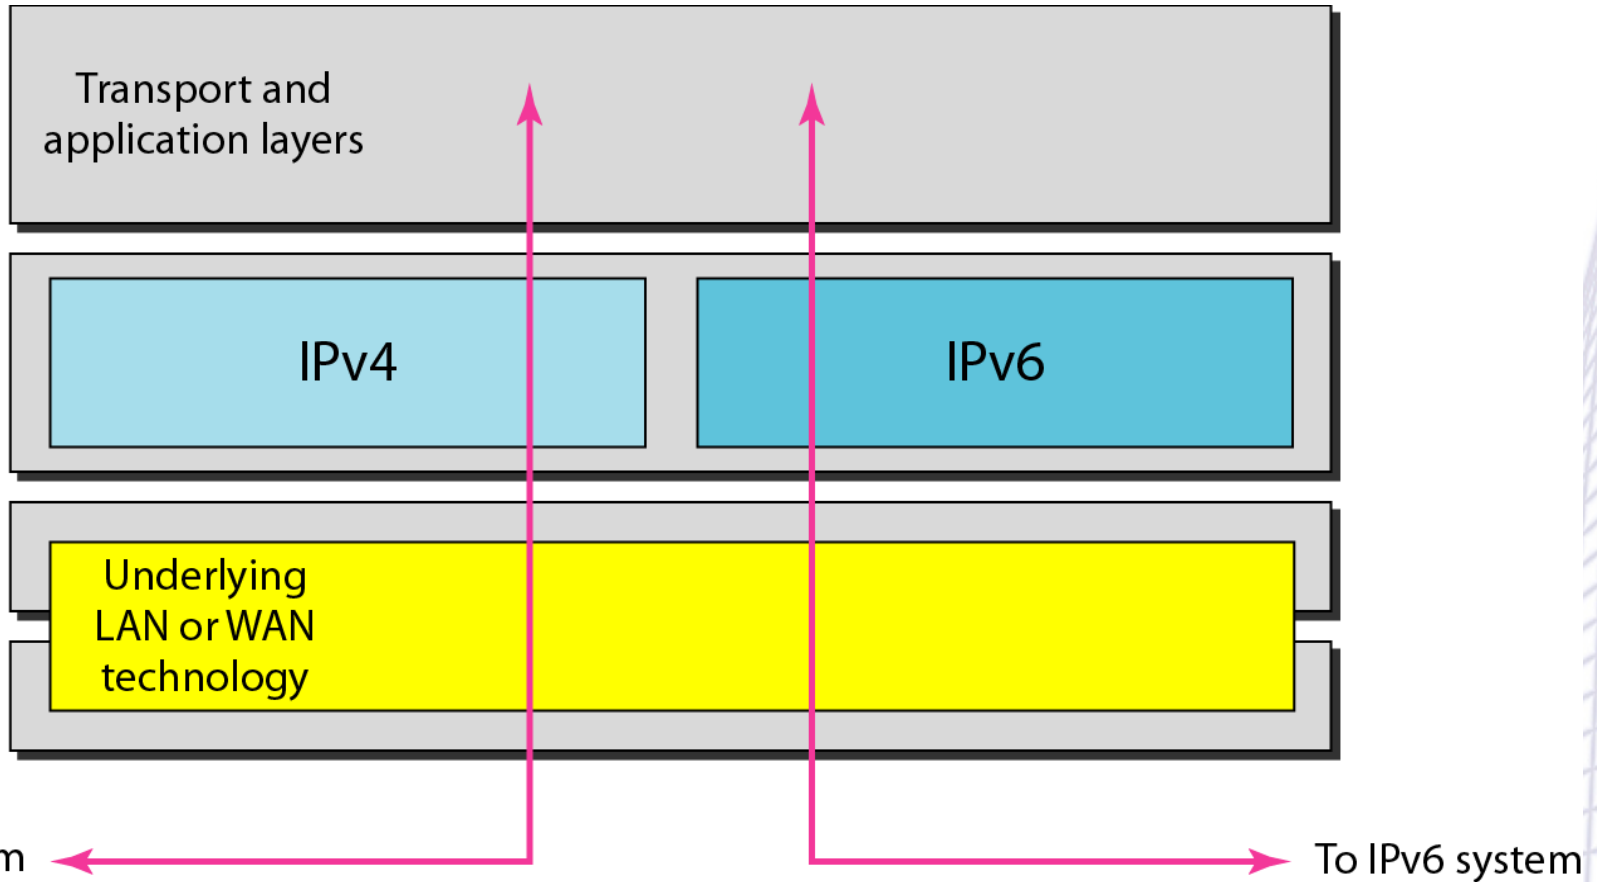 Transport and
application layers
IPv4
IPv6
Underlying
LAN or WAN
technology
To IPv6 system